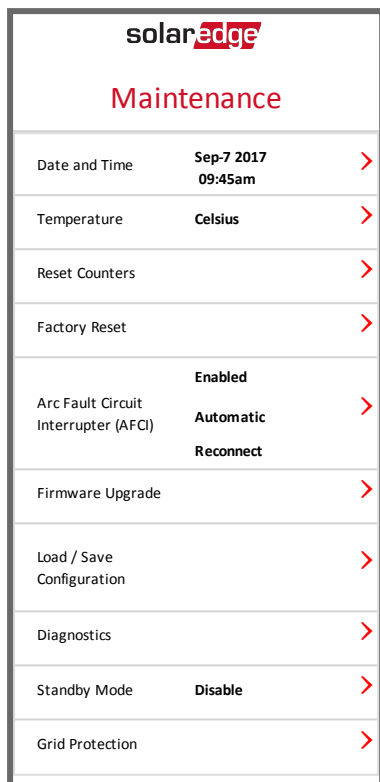 solaredge
Maintenance
Date and Time
Sep-7 2017
09:45am
Temperature
Celsius
Reset Counters
Factory Reset
Arc Fault Circuit
Interrupter (AFCI)
Enabled
Automatic
Reconnect
Firmware Upgrade
Load / Save
Configuration
Diagnostics
Standby Mode
Disable
Grid Protection